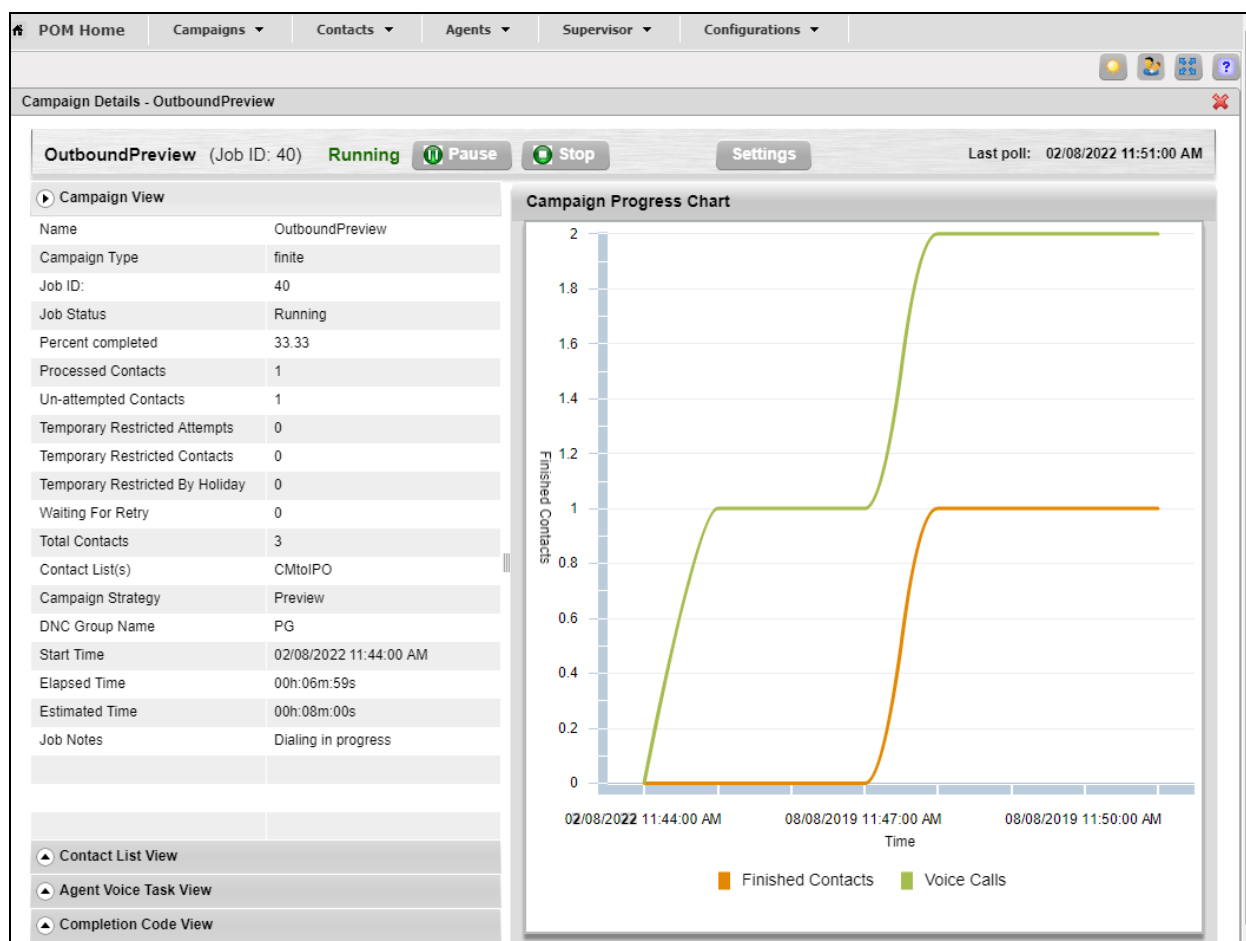 POM Home Campaigns Contacts Agents Supervisor Configurations
?
Campaign Details - OutboundPreview
OutboundPreview (Job ID: 40) Running Pause Stop Settings Last poll: 02/08/2022 11:51:00 AM
Campaign View
Name OutboundPreview
Campaign Type finite
Job ID: 40
Job Status Running
Percent completed 33.33
Processed Contacts 1
Un-attempted Contacts 1
Temporary Restricted Attempts 0
Temporary Restricted Contacts 0
Temporary Restricted By Holiday 0
Waiting For Retry 0
Total Contacts 3
Contact List(s) CMtoIPO
Campaign Strategy Preview
DNC Group Name PG
Start Time 02/08/2022 11:44:00 AM
Elapsed Time 00h:06m:59s
Estimated Time 00h:08m:00s
Job Notes Dialing in progress
Contact List View
Agent Voice Task View
Completion Code View
Campaign Progress Chart
2
1.8
1.6
1.4
1.2
1
0.8
0.6
0.4
0.2
0
Finished Contacts
02/08/2022 11:44:00 AM 08/08/2019 11:47:00 AM 08/08/2019 11:50:00 AM
Time
Finished Contacts Voice Calls